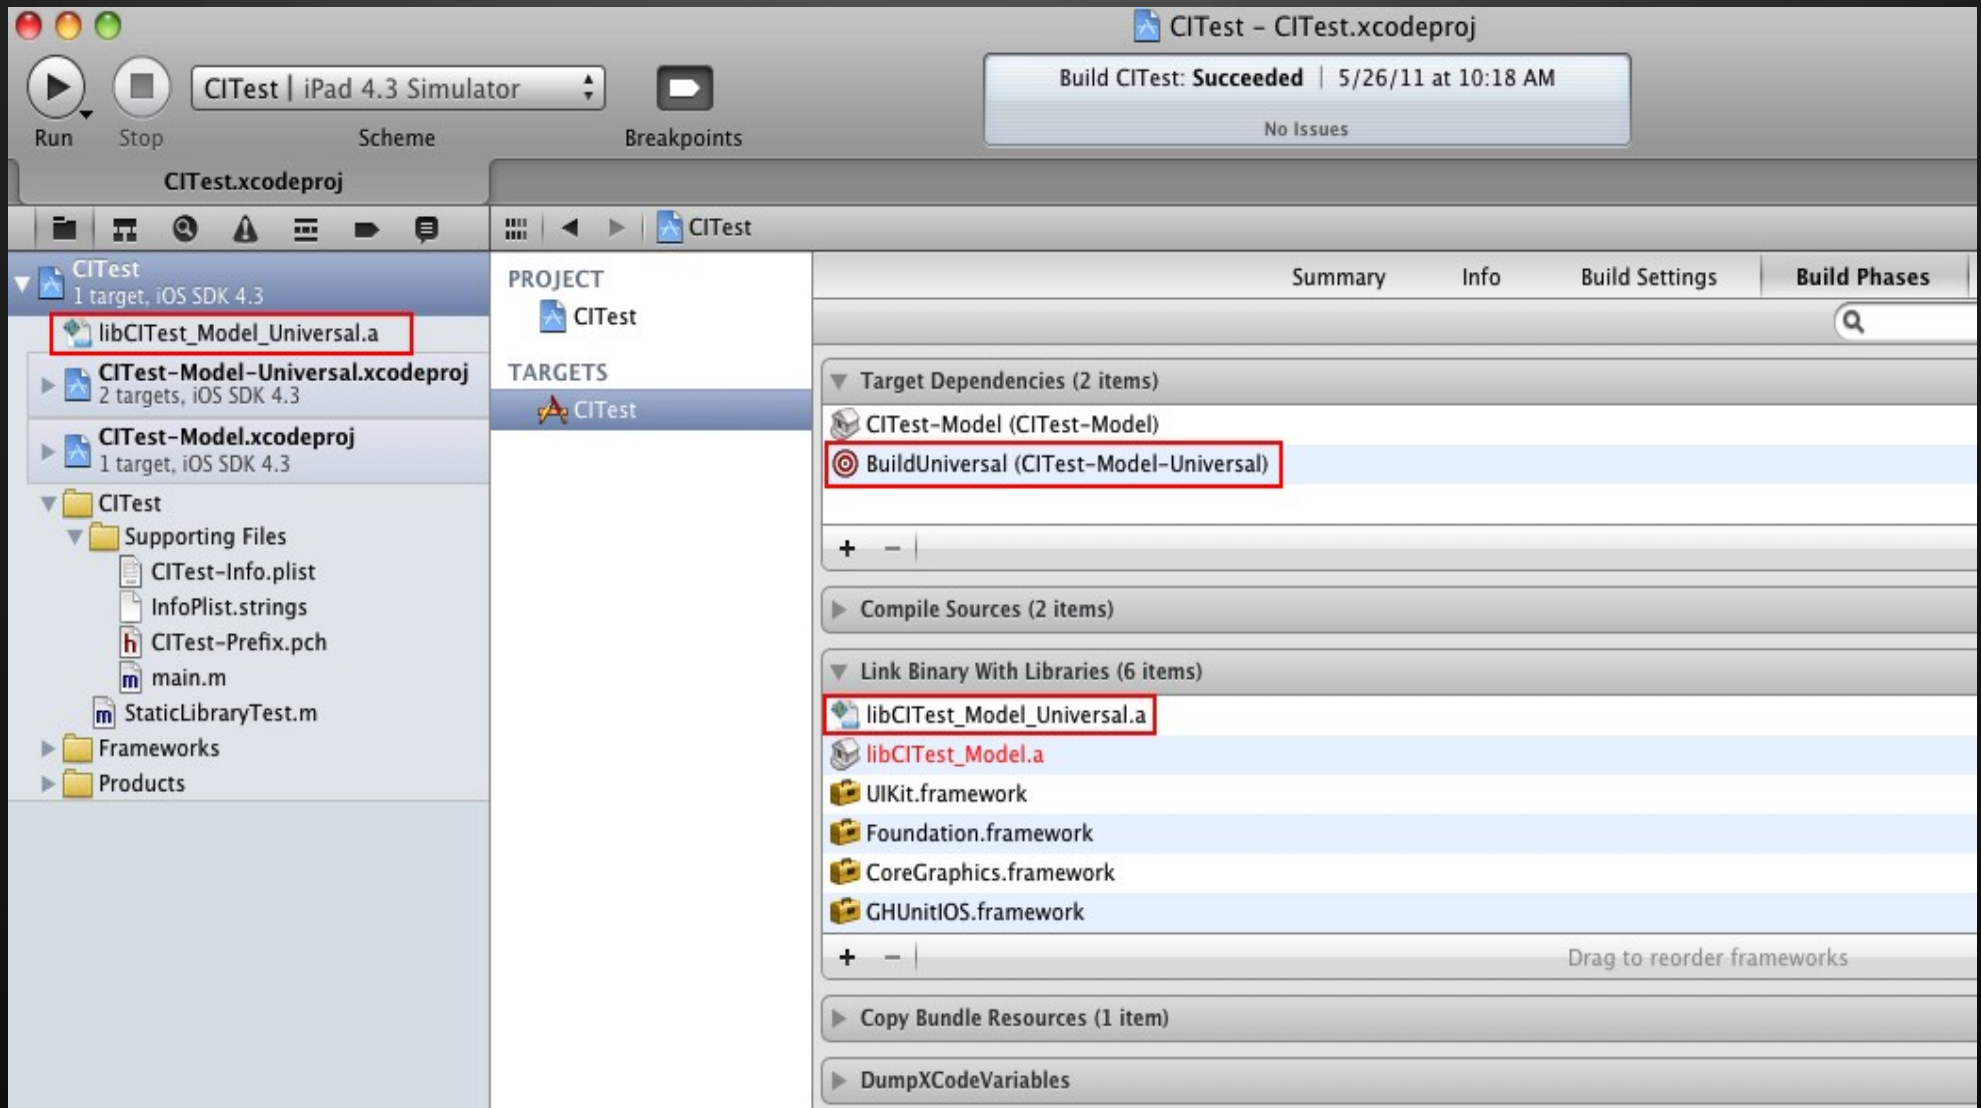 CITest - CITest.xcodeproj
CITest | iPad 4.3 Simulator
Build CITest: Succeeded | 5/26/11 at 10:18 AM
No Issues
Run
Stop
Scheme
Breakpoints
CITest.xcodeproj
CITest
CITest
1 target, iOS SDK 4.3
libCITest_Model_Universal.a
CITest-Model-Universal.xcodeproj
2 targets, iOS SDK 4.3
CITest-Model.xcodeproj
1 target, iOS SDK 4.3
CITest
Supporting Files
CITest-Info.plist
InfoPlist.strings
CITest-Prefix.pch
main.m
StaticLibraryTest.m
Frameworks
Products
PROJECT
CITest
TARGETS
CITest
Summary Info Build Settings Build Phases
Target Dependencies (2 items)
CITest-Model (CITest-Model)
BuildUniversal (CITest-Model-Universal)
+ −
Compile Sources (2 items)
Link Binary With Libraries (6 items)
libCITest_Model_Universal.a
libCITest_Model.a
UIKit.framework
Foundation.framework
CoreGraphics.framework
GHUnitIOS.framework
+ −
Drag to reorder frameworks
Copy Bundle Resources (1 item)
DumpXCodeVariables